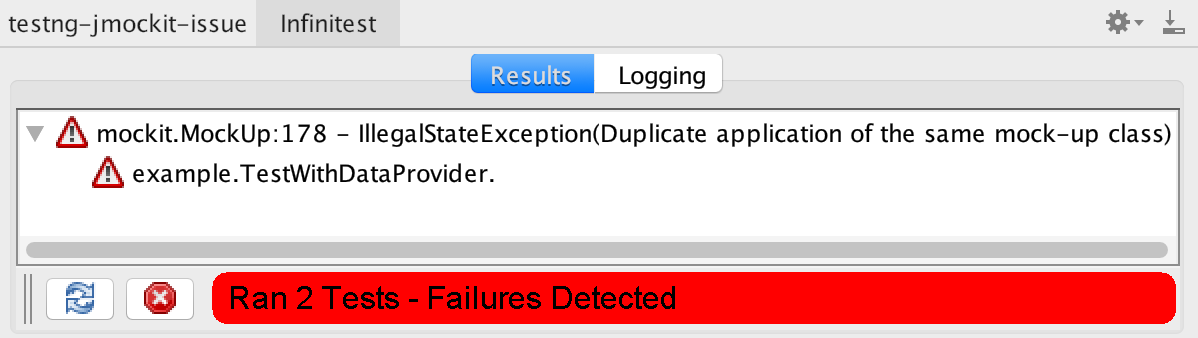 testng-jmockit-issue Infinitest
Results Logging
mockit.MockUp:178 - IllegalStateException(Duplicate application of the same mock-up class)
example.TestWithDataProvider.
Ran 2 Tests - Failures Detected